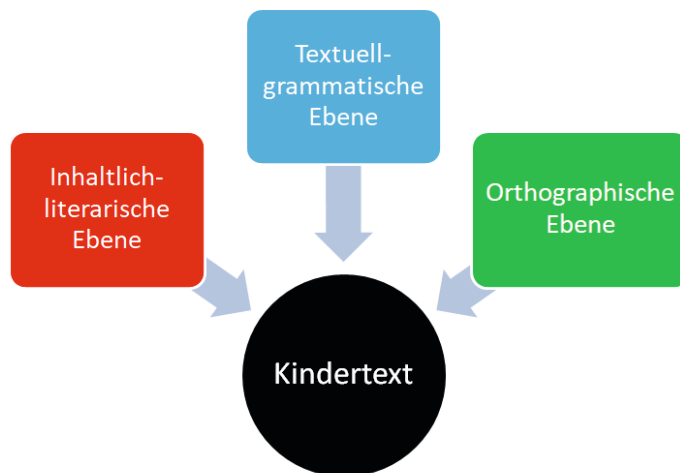 Textuell-
grammatische
Ebene
Inhaltlich-
literarische
Ebene
Orthographische
Ebene
Kindertext